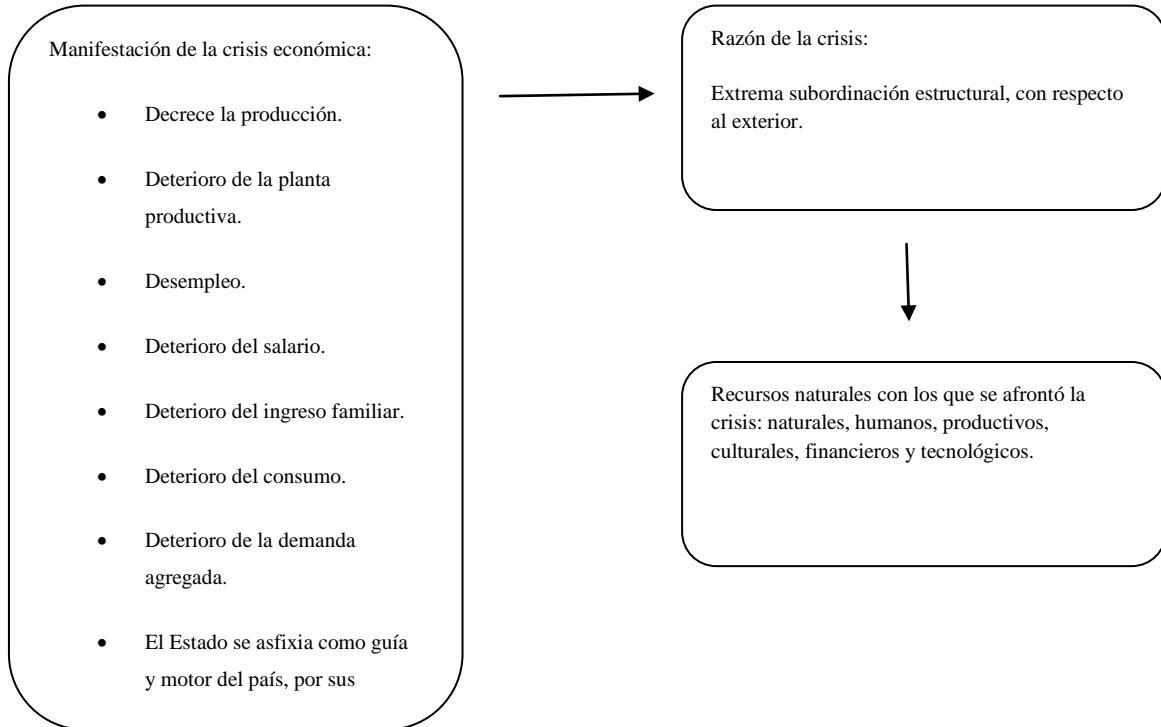 Manifestación de la crisis económica:
• Decrece la producción.
• Deterioro de la planta
productiva.
• Desempleo.
• Deterioro del salario.
• Deterioro del ingreso familiar.
• Deterioro del consumo.
• Deterioro de la demanda
agregada.
• El Estado se asfixia como guía
y motor del país, por sus
Razón de la crisis:
Extrema subordinación estructural, con respecto
al exterior.
Recursos naturales con los que se afrontó la
crisis: naturales, humanos, productivos,
culturales, financieros y tecnológicos.